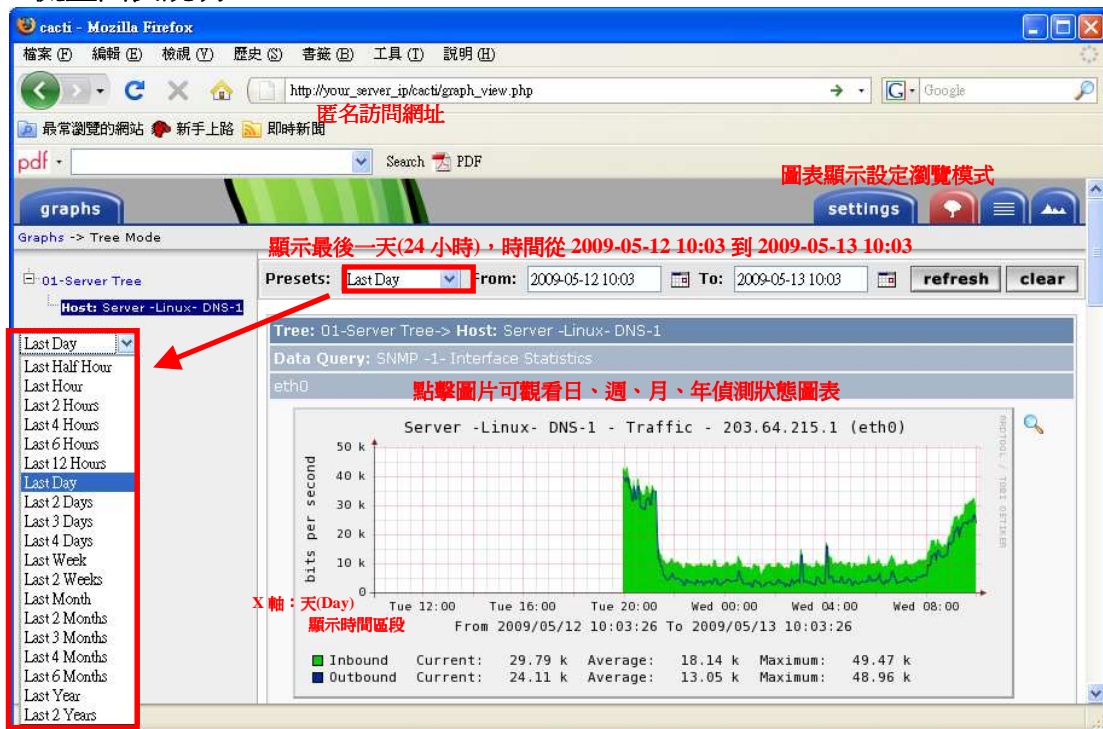 cacti - Mozilla Firefox
檔案(F) 編輯(E) 檢視(V) 歷史(S) 書籤(B) 工具(T) 說明(H)
http://your_server_ip/cacti/graph_view.php
Google
匿名訪問網址
最常瀏覽的網站 新手上路 即時新聞
pdf Search PDF
圖表顯示設定瀏覽模式
graphs
settings
Graphs -> Tree Mode
顯示最後一天(24 小時)，時間從 2009-05-12 10:03 到 2009-05-13 10:03
Presets: Last Day From: 2009-05-12 10:03 To: 2009-05-13 10:03 refresh clear
01-Server Tree
Host: Server -Linux- DNS-1
Last Day
Last Half Hour
Last Hour
Last 2 Hours
Last 4 Hours
Last 6 Hours
Last 12 Hours
Last Day
Last 2 Days
Last 3 Days
Last 4 Days
Last Week
Last 2 Weeks
Last Month
Last 2 Months
Last 3 Months
Last 4 Months
Last 6 Months
Last Year
Last 2 Years
Tree: 01-Server Tree-> Host: Server -Linux- DNS-1
Data Query: SNMP -1- Interface Statistics
eth0
點擊圖片可觀看日、週、月、年偵測狀態圖表
Server -Linux- DNS-1 - Traffic - 203.64.215.1 (eth0)
RRDTOOL / TOBI OETIKER
bits per second
50 k
40 k
30 k
20 k
10 k
0
X 軸：天(Day)
顯示時間區段
Tue 12:00 Tue 16:00 Tue 20:00 Wed 00:00 Wed 04:00 Wed 08:00
From 2009/05/12 10:03:26 To 2009/05/13 10:03:26
Inbound Current: 29.79 k Average: 18.14 k Maximum: 49.47 k
Outbound Current: 24.11 k Average: 13.05 k Maximum: 48.96 k